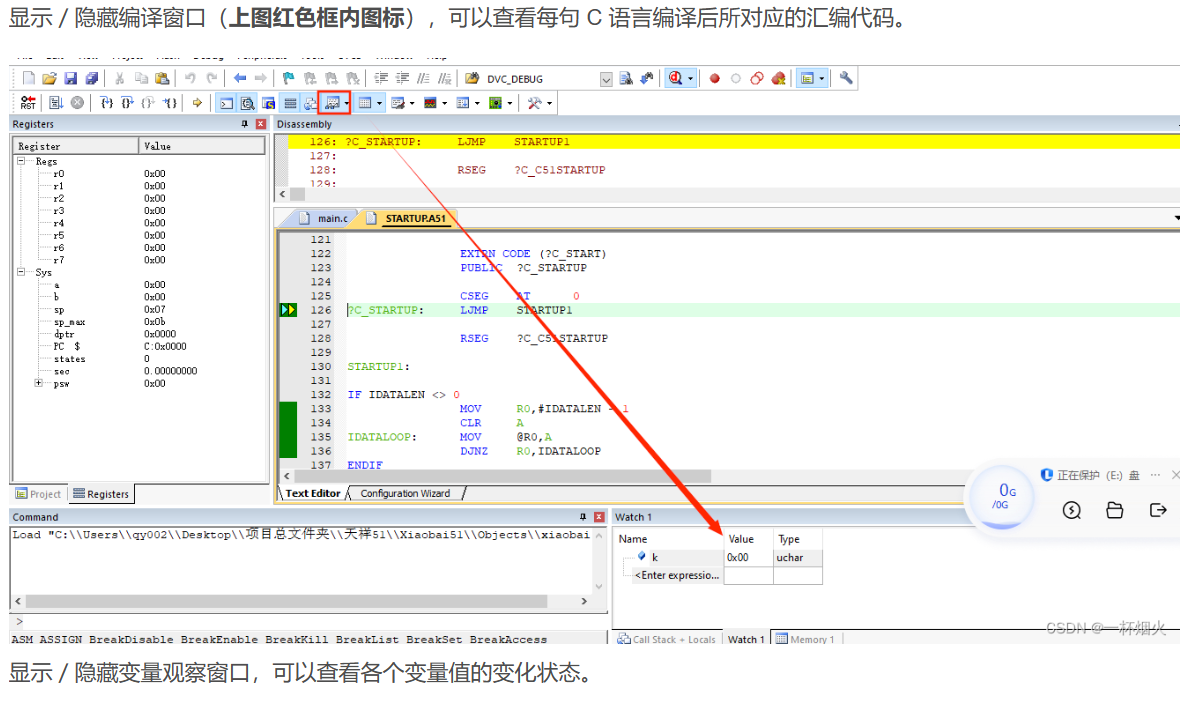 显示 / 隐藏编译窗口（上图红色框内图标），可以查看每句 C 语言编译后所对应的汇编代码。
DVC_DEBUG
RST
Registers
Disassembly
Register Value
126: ?C_STARTUP: LJMP STARTUP1
127:
128: RSEG ?C_C51STARTUP
129:
Regs
r0 0x00
r1 0x00
r2 0x00
r3 0x00
r4 0x00
r5 0x00
r6 0x00
r7 0x00
Sys
a 0x00
b 0x00
sp 0x07
sp_max 0x0b
dptr 0x0000
PC $ C:0x0000
states 0
sec 0.00000000
psw 0x00
main.c STARTUP.A51
121
122 EXTRN CODE (?C_START)
123 PUBLIC ?C_STARTUP
124
125 CSEG AT 0
126 ?C_STARTUP: LJMP STARTUP1
127
128 RSEG ?C_C51STARTUP
129
130 STARTUP1:
131
132 IF IDATALEN <> 0
133 MOV R0,#IDATALEN - 1
134 CLR A
135 IDATALOOP: MOV @R0,A
136 DJNZ R0,IDATALOOP
137 ENDIF
Project Registers
Text Editor Configuration Wizard
正在保护 (E:) 盘 ···
0G
/0G
Command
Load "C:\\Users\\qy002\\Desktop\\项目总文件夹\\天祥51\\Xiaobai51\\Objects\\xiaobai
>
ASM ASSIGN BreakDisable BreakEnable BreakKill BreakList BreakSet BreakAccess
Watch 1
Name Value Type
k 0x00 uchar
<Enter expressio...
Call Stack + Locals Watch 1 Memory 1
CSDN @一杯烟火
显示 / 隐藏变量观察窗口，可以查看各个变量值的变化状态。